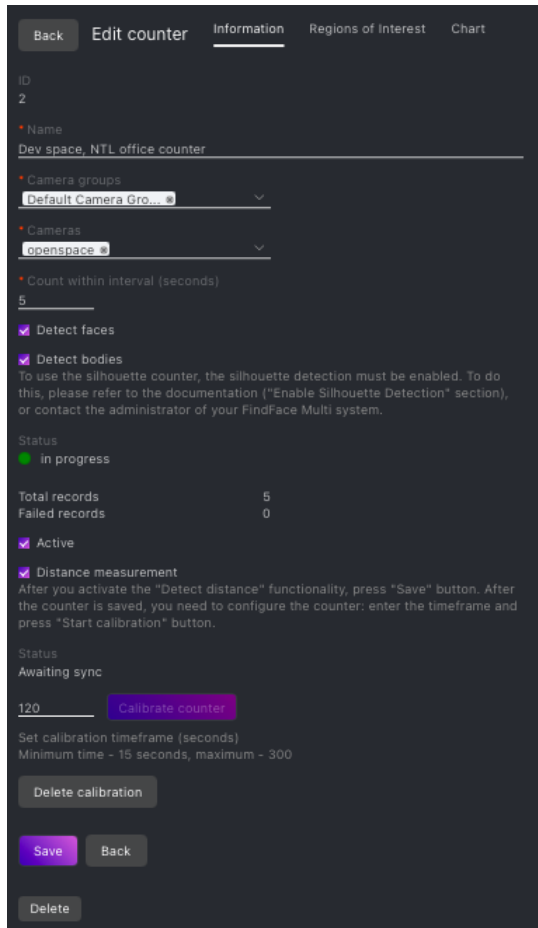 Back Edit counter Information Regions of Interest Chart
ID
2
* Name
Dev space, NTL office counter
* Camera groups
Default Camera Gro...
* Cameras
openspace
* Count within interval (seconds)
5
Detect faces
Detect bodies
To use the silhouette counter, the silhouette detection must be enabled. To do
this, please refer to the documentation ("Enable Silhouette Detection" section),
or contact the administrator of your FindFace Multi system.
Status
in progress
Total records 5
Failed records 0
Active
Distance measurement
After you activate the "Detect distance" functionality, press "Save" button. After
the counter is saved, you need to configure the counter: enter the timeframe and
press "Start calibration" button.
Status
Awaiting sync
120 Calibrate counter
Set calibration timeframe (seconds)
Minimum time - 15 seconds, maximum - 300
Delete calibration
Save Back
Delete